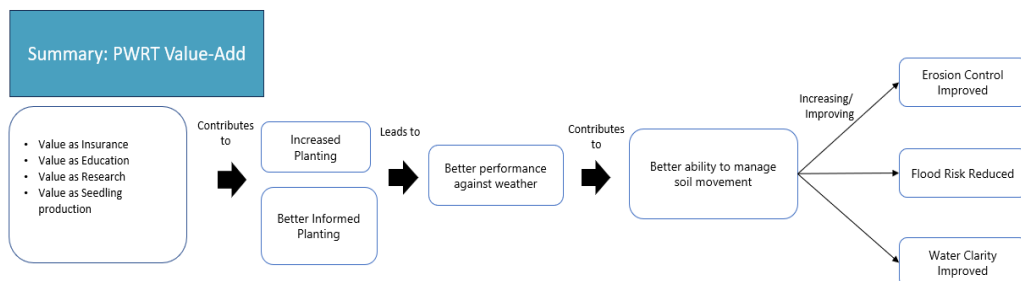 Summary: PWRT Value-Add
• Value as Insurance
• Value as Education
• Value as Research
• Value as Seedling
production
Contributes
to
Increased
Planting
Better Informed
Planting
Leads to
Better performance
against weather
Contributes
to
Better ability to manage
soil movement
Increasing/
Improving
Erosion Control
Improved
Flood Risk Reduced
Water Clarity
Improved